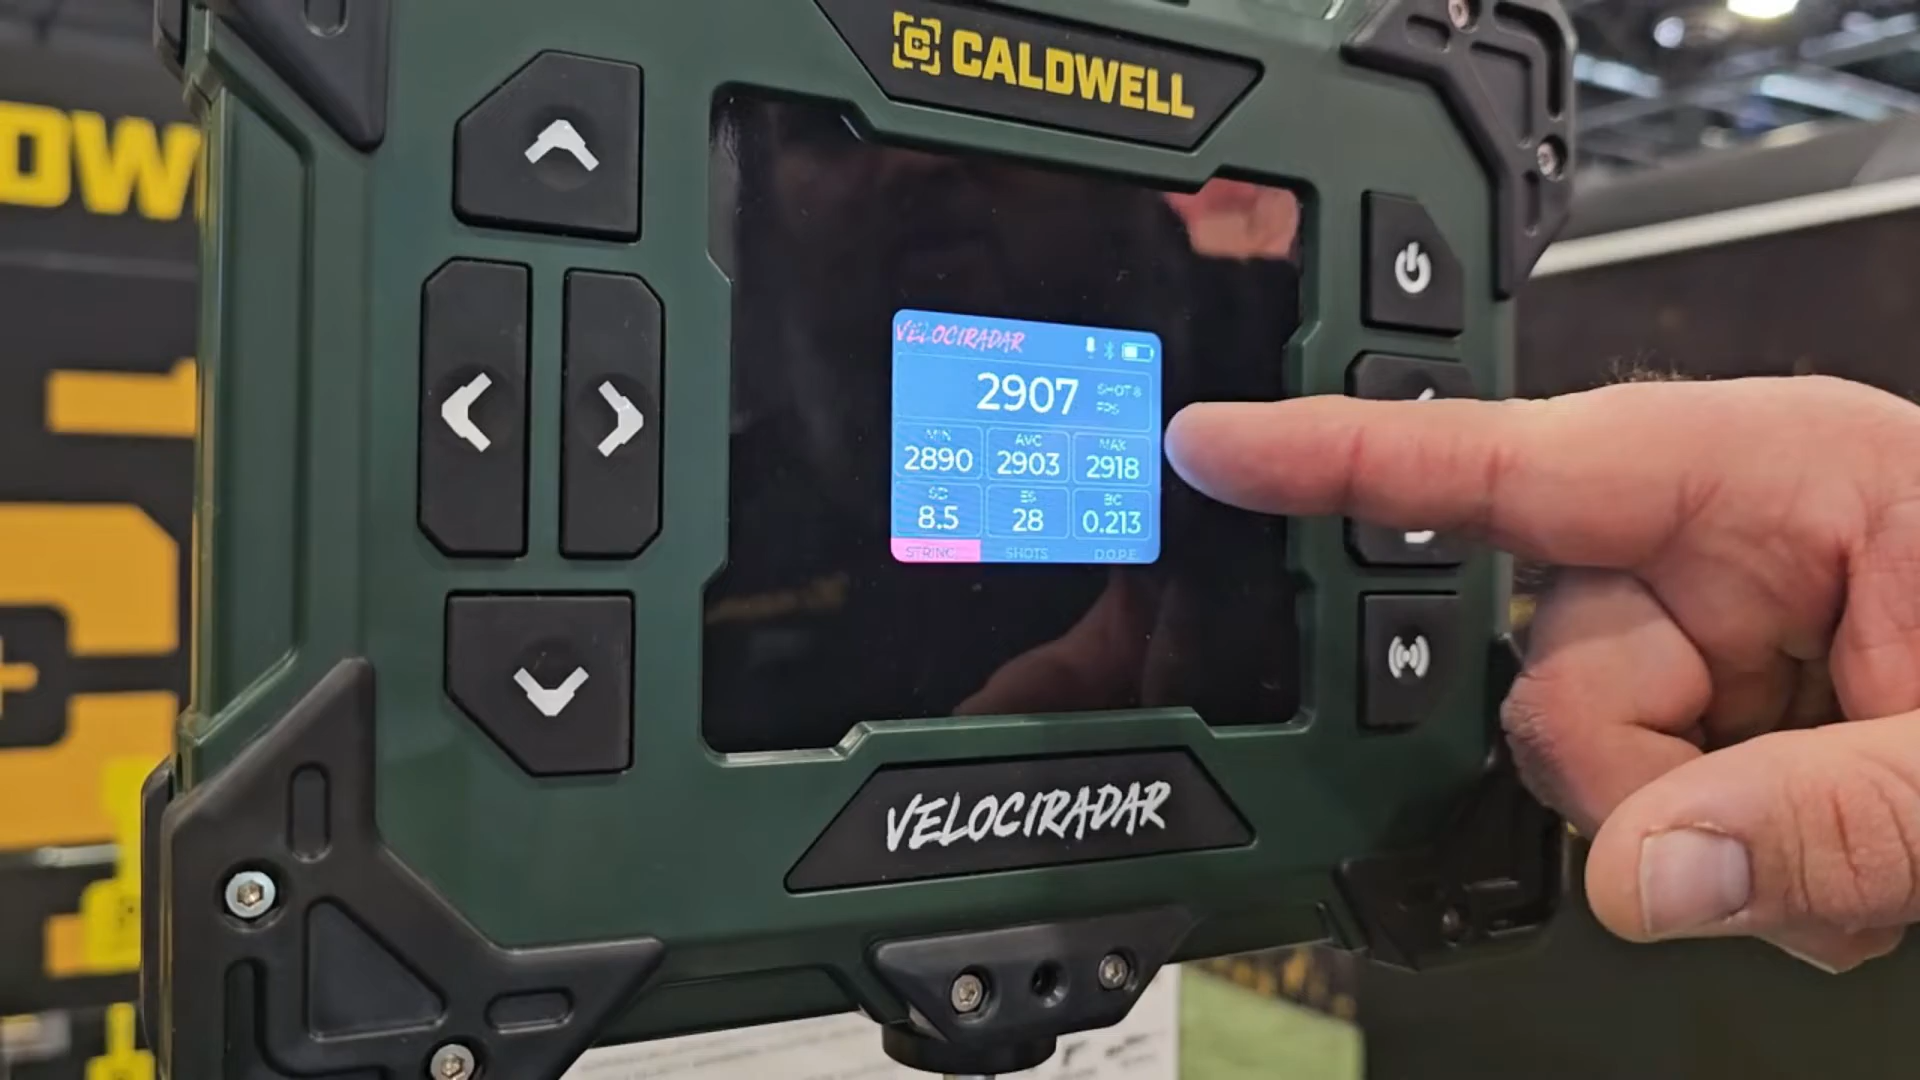 CALDWELL
OW
VELOCIRADAR
2907
SHOT 8
FPS
MIN
AVG
MAX
2890
2903
2918
SD
ES
BC
8.5
28
0.213
STRING
SHOTS
D.O.P.E.
VELOCIRADAR